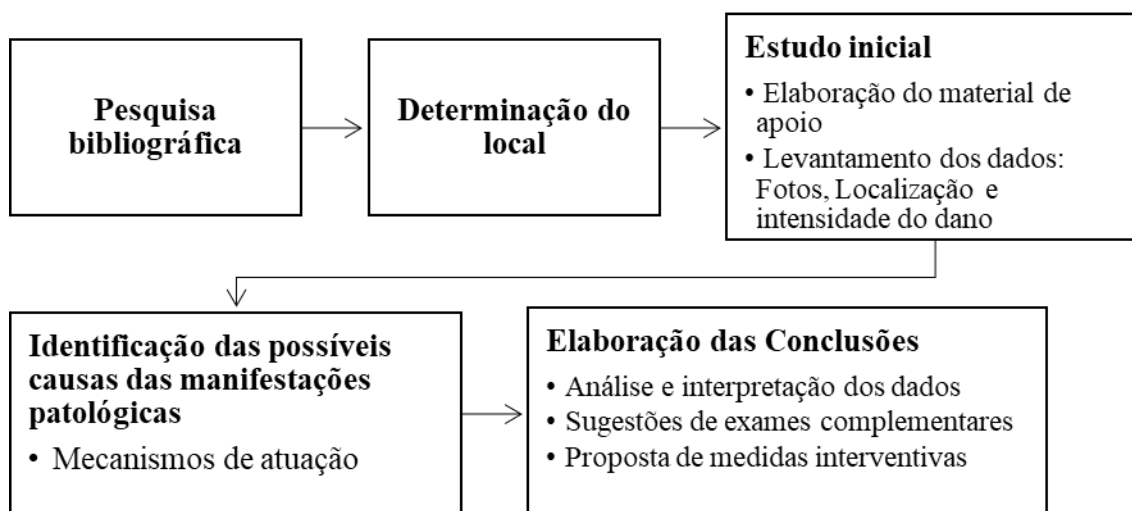 Pesquisa
bibliográfica
Determinação do
local
Estudo inicial
• Elaboração do material de
apoio
• Levantamento dos dados:
Fotos, Localização e
intensidade do dano
Identificação das possíveis
causas das manifestações
patológicas
• Mecanismos de atuação
Elaboração das Conclusões
• Análise e interpretação dos dados
• Sugestões de exames complementares
• Proposta de medidas interventivas